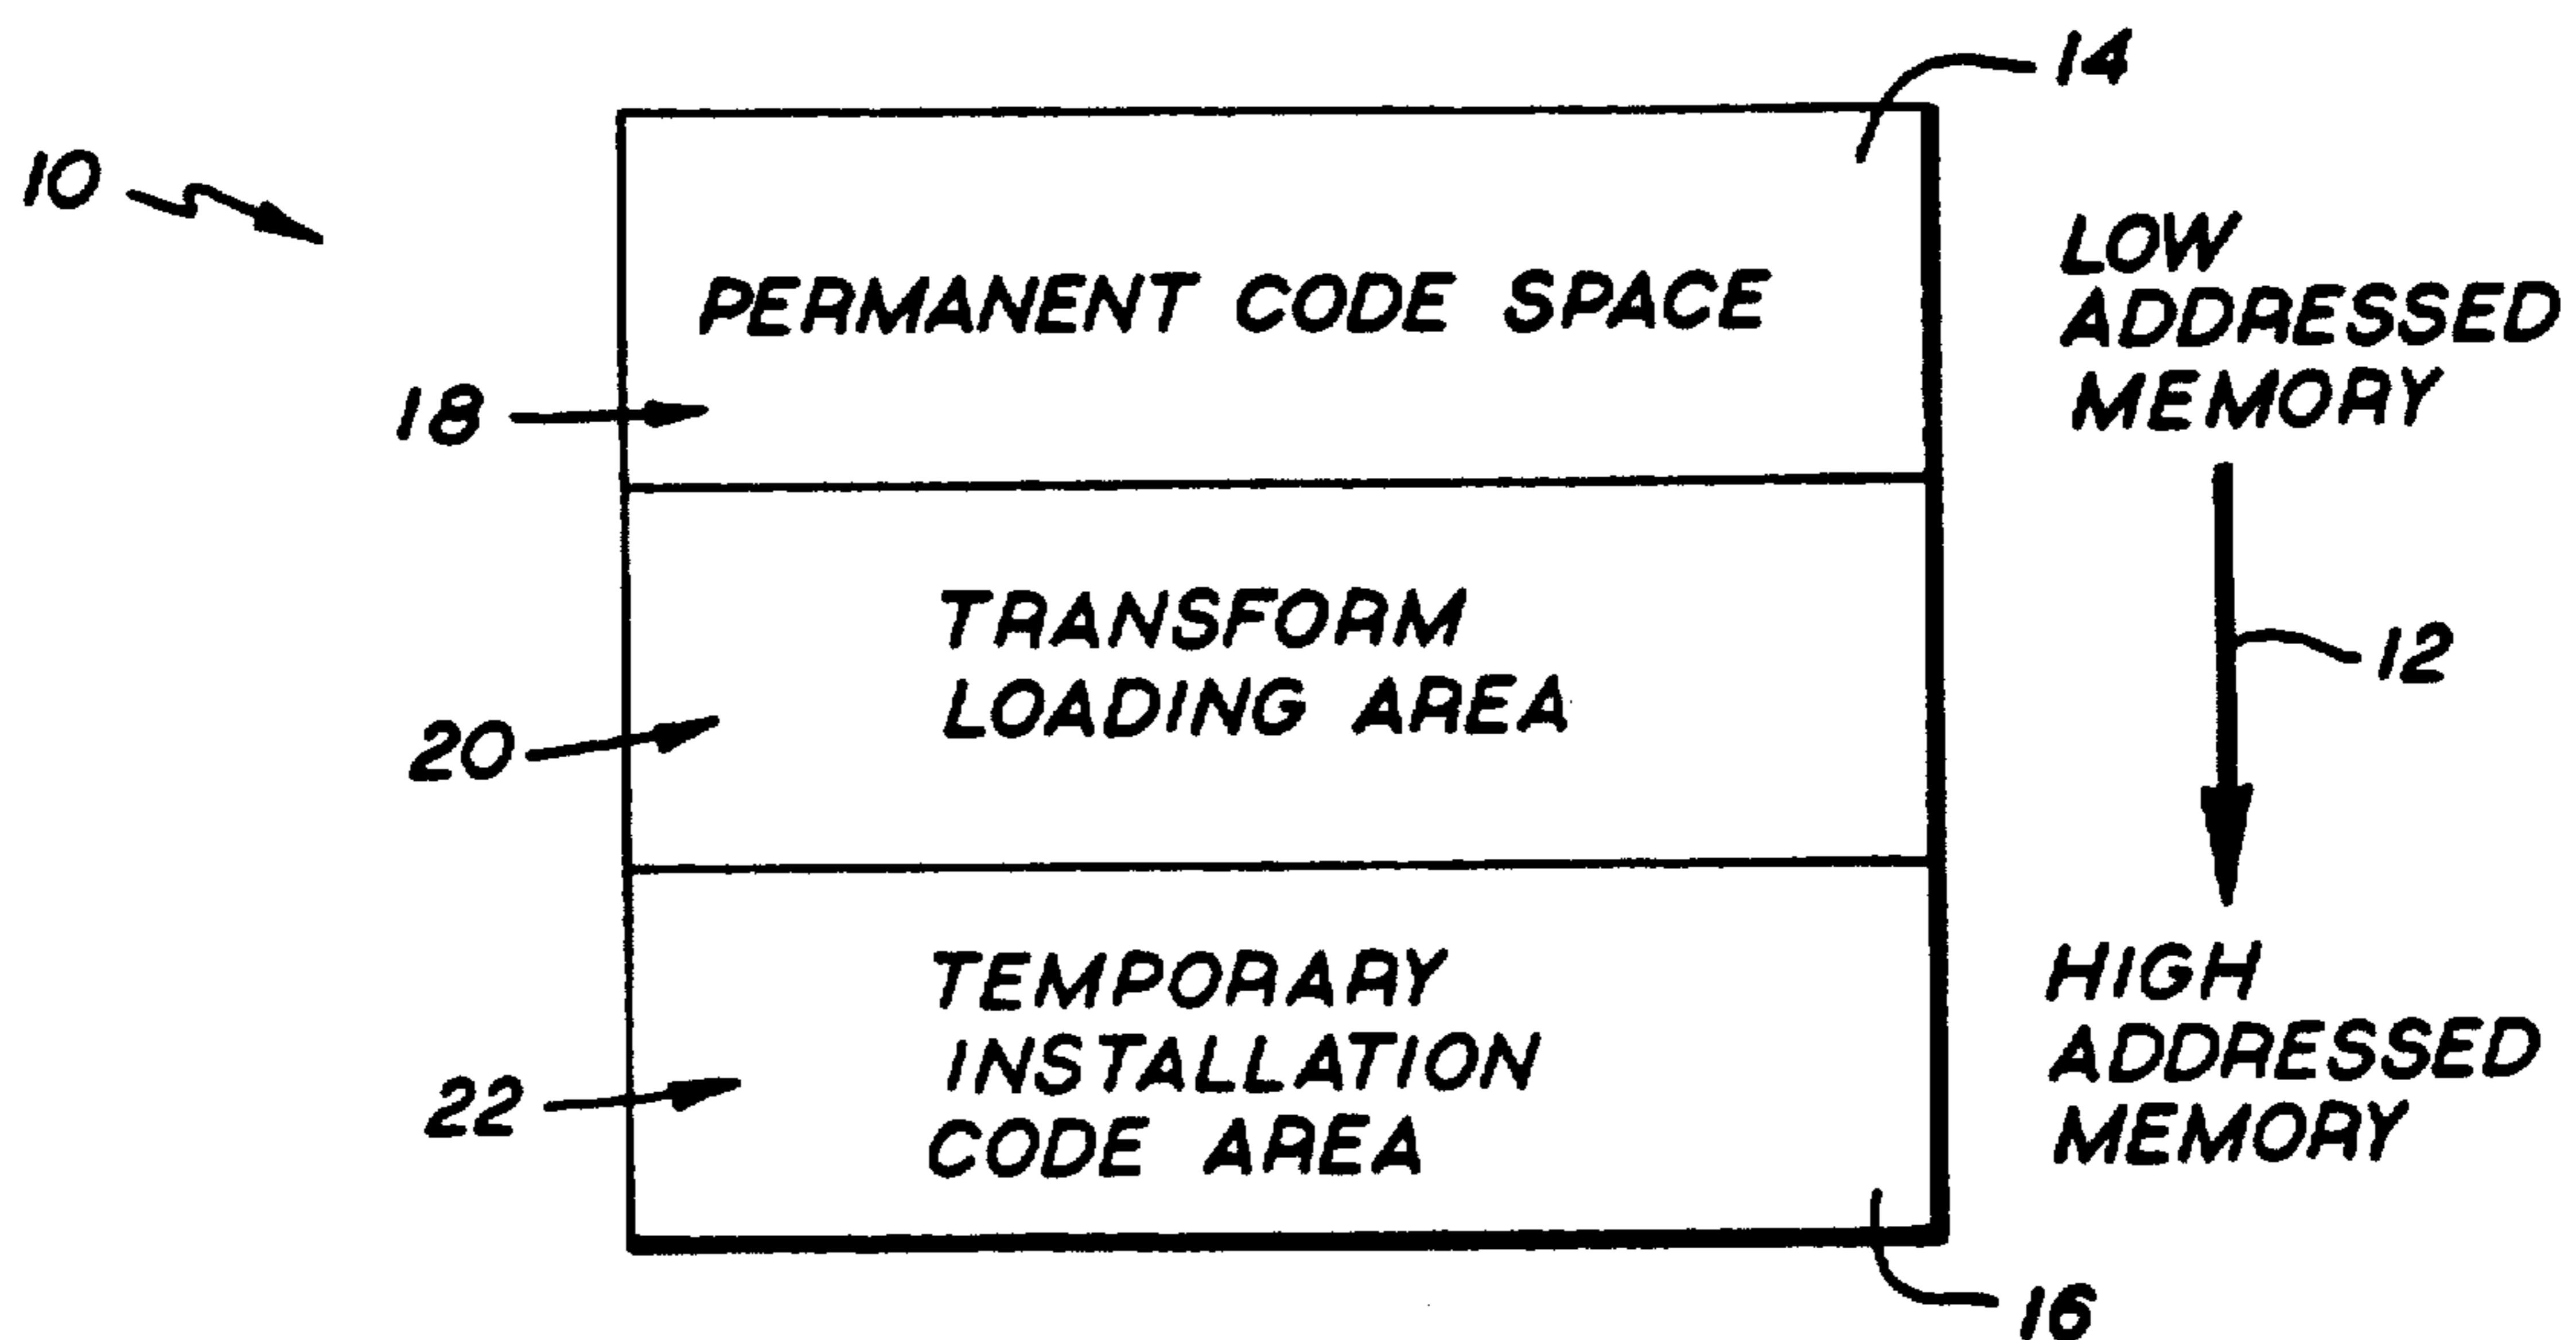 14
10
LOW
ADDRESSED
MEMORY
PERMANENT CODE SPACE
18
TRANSFORM
LOADING AREA
12
20
HIGH
ADDRESSED
MEMORY
TEMPORARY
INSTALLATION
CODE AREA
22
16